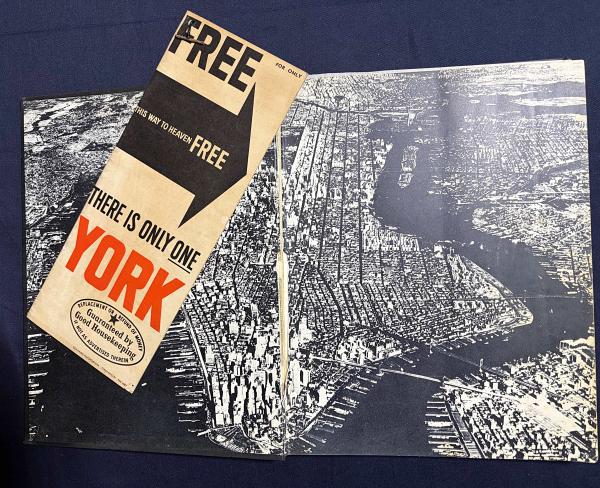 FREE
FOR ONLY
THIS WAY TO HEAVEN FREE
THERE IS ONLY ONE
YORK
REPLACEMENT OR REFUND OF MONEY
Guaranteed by
Good Housekeeping
IF NOT AS ADVERTISED THEREIN